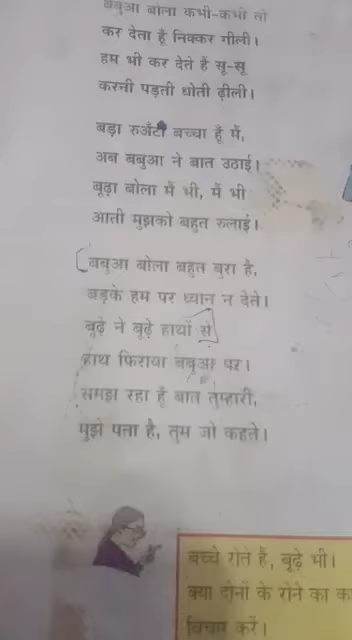 बबुआ बोला कभी-कभी तो
कर देता हूँ निक्कर गीली।
हम भी कर देते हैं सू-सू
करनी पड़ती धोती ढ़ीली।
बड़ा रुअँटा बच्चा हूँ मैं,
अब बबुआ ने बात उठाई।
बूढ़ा बोला मैं भी, मैं भी
आती मुझको बहुत रुलाई।
बबुआ बोला बहुत बुरा है,
बड़के हम पर ध्यान न देते।
बूढ़े ने बूढ़े हाथों से
हाथ फिराया बबुआ पर।
समझ रहा हूँ बात तुम्हारी,
मुझे पता है, तुम जो कहते।
बच्चे रोते हैं, बूढ़े भी।
क्या दोनों के रोने का
विचार करें।